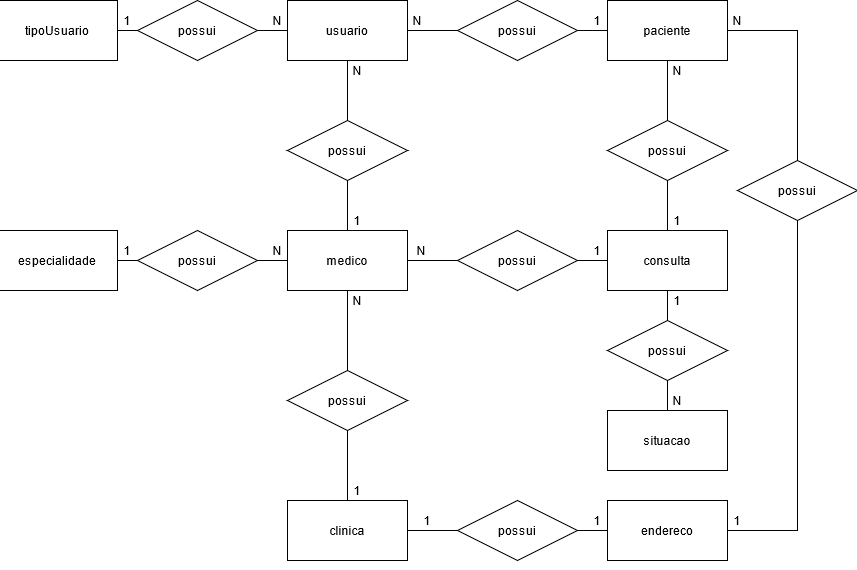 tipoUsuario 1 possui N usuario N possui 1 paciente N
N N
possui possui possui
1 1
especialidade 1 possui N medico N possui 1 consulta
N 1
possui
possui
N
situacao
1
clinica 1 possui 1 endereco 1